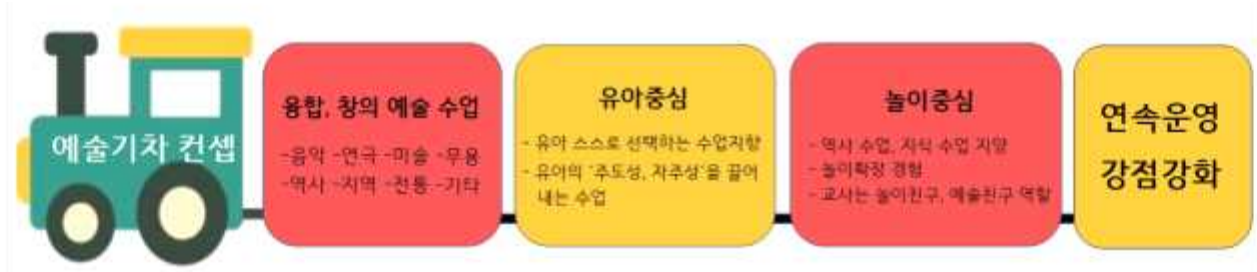 예술기차 컨셉
융합, 창의 예술 수업
-음악 -연극 -미술 -무용
-역사 -지역 -전통 -기타
유아중심
- 유아 스스로 선택하는 수업지향
- 유아의 '주도성, 자주성'을 끌어
내는 수업
놀이중심
- 역사 수업, 지식 수업 지양
- 놀이확장 경험
- 교사는 놀이친구, 예술친구 역할
연속운영
강점강화